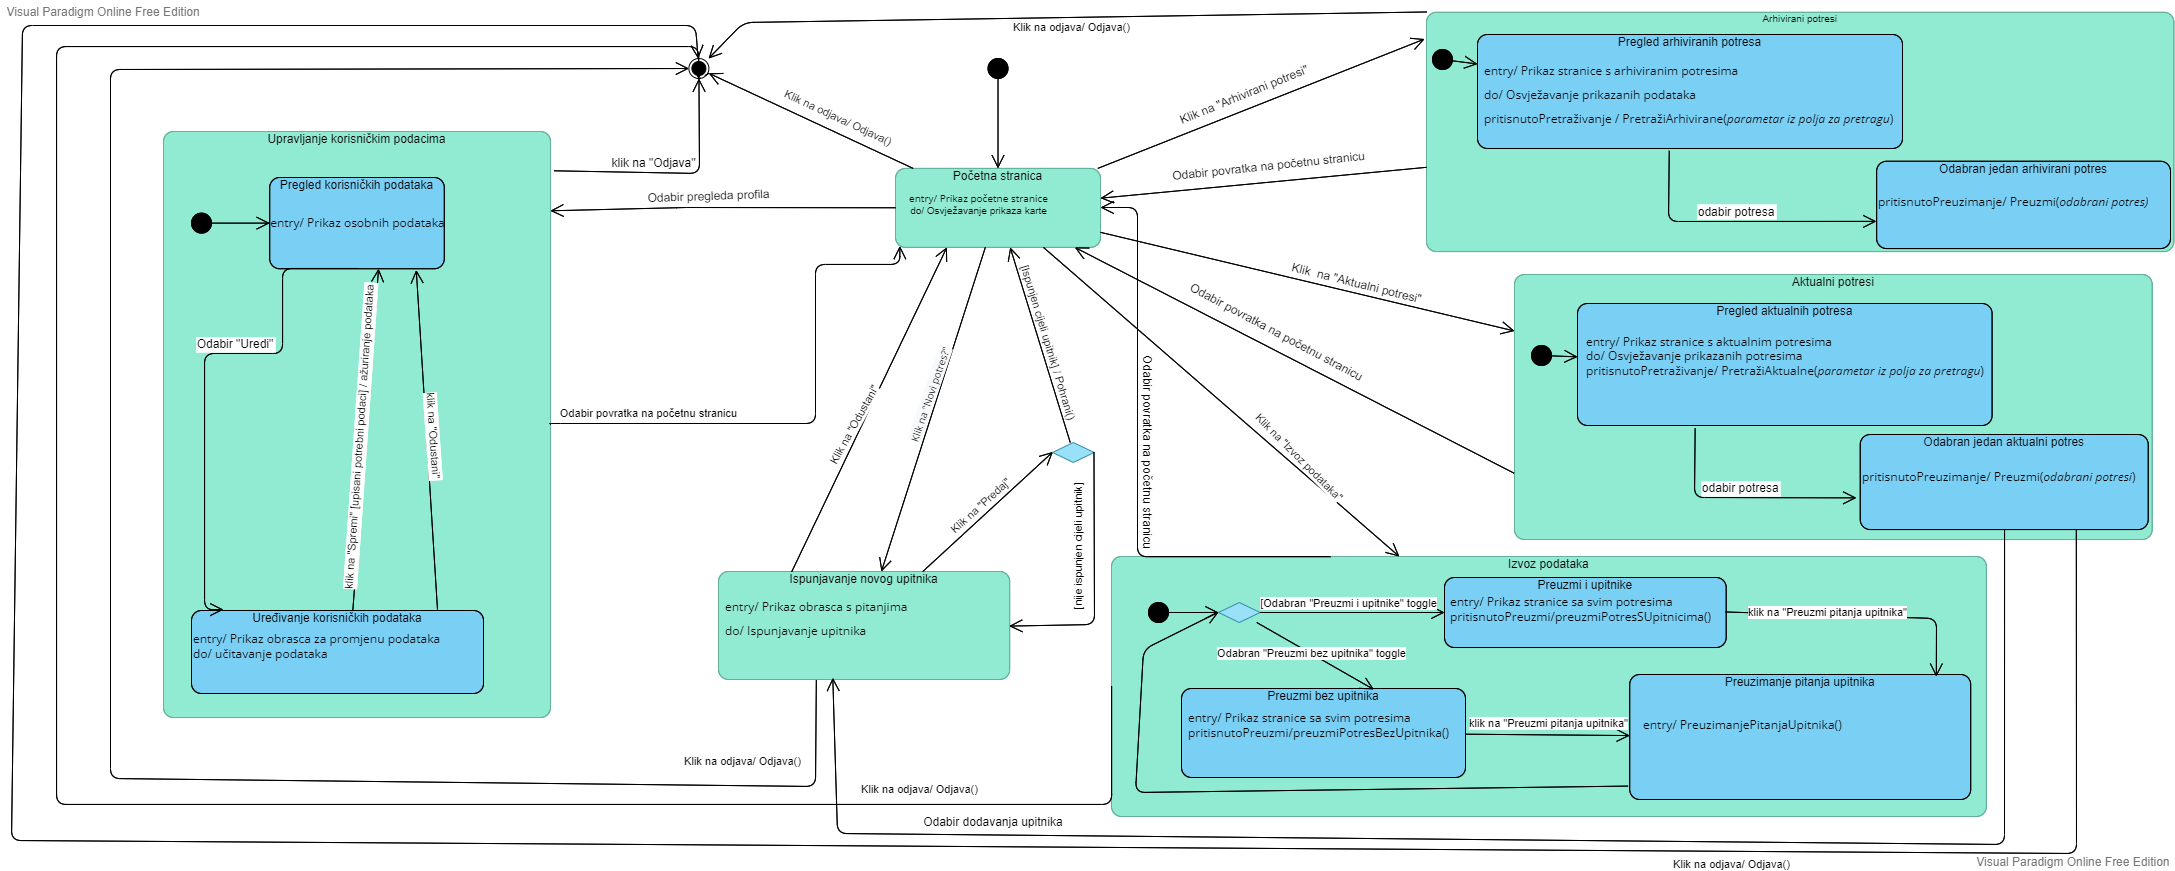 Visual Paradigm Online Free Edition
Klik na odjava/ Odjava()
Arhivirani potresi
Pregled arhiviranih potresa
entry/ Prikaz stranice s arhiviranim potresima
do/ Osvježavanje prikazanih podataka
pritisnutoPretraživanje / PretražiArhivirane(parametar iz polja za pretragu)
odabir potresa
Odabran jedan arhivirani potres
pritisnutoPreuzimanje/ Preuzmi(odabrani potres)
Klik na odjava/ Odjava()
Klik na "Arhivirani potresi"
Odabir povratka na početnu stranicu
Upravljanje korisničkim podacima
Pregled korisničkih podataka
entry/ Prikaz osobnih podataka
klik na "Odjava"
Odabir pregleda profila
Početna stranica
entry/ Prikaz početne stranice
do/ Osvježavanje prikaza karte
Klik  na "Aktualni potresi"
Odabir povratka na početnu stranicu
Aktualni potresi
Pregled aktualnih potresa
entry/ Prikaz stranice s aktualnim potresima
do/ Osvježavanje prikazanih potresima
pritisnutoPretraživanje/ PretražiAktualne(parametar iz polja za pretragu)
odabir potresa
Odabran jedan aktualni potres
pritisnutoPreuzimanje/ Preuzmi(odabrani potresi)
Odabir "Uredi"
klik na "Spremi" [upisani potrebni podaci] / ažuriranje podataka
klik na "Odustani"
Odabir povratka na početnu stranicu
Klik na "Odustani"
Klik na "Novi potres?"
[Ispunjen cijeli upitnik] / Pohrani()
Klik na "Predaj"
[nije ispunjen cijeli upitnik]
Odabir povratka na početnu stranicu
Klik na "Izvoz podataka"
Uređivanje korisničkih podataka
entry/ Prikaz obrasca za promjenu podataka
do/ učitavanje podataka
Ispunjavanje novog upitnika
entry/ Prikaz obrasca s pitanjima
do/ Ispunjavanje upitnika
Izvoz podataka
[Odabran "Preuzmi i upitnike" toggle
Preuzmi i upitnike
entry/ Prikaz stranice sa svim potresima
pritisnutoPreuzmi/preuzmiPotresSUpitnicima()
klik na "Preuzmi pitanja upitnika"
Odabran "Preuzmi bez upitnika" toggle
Preuzmi bez upitnika
entry/ Prikaz stranice sa svim potresima
pritisnutoPreuzmi/preuzmiPotresBezUpitnika()
klik na "Preuzmi pitanja upitnika"
Preuzimanje pitanja upitnika
entry/ PreuzimanjePitanjaUpitnika()
Klik na odjava/ Odjava()
Klik na odjava/ Odjava()
Odabir dodavanja upitnika
Klik na odjava/ Odjava()
Visual Paradigm Online Free Edition